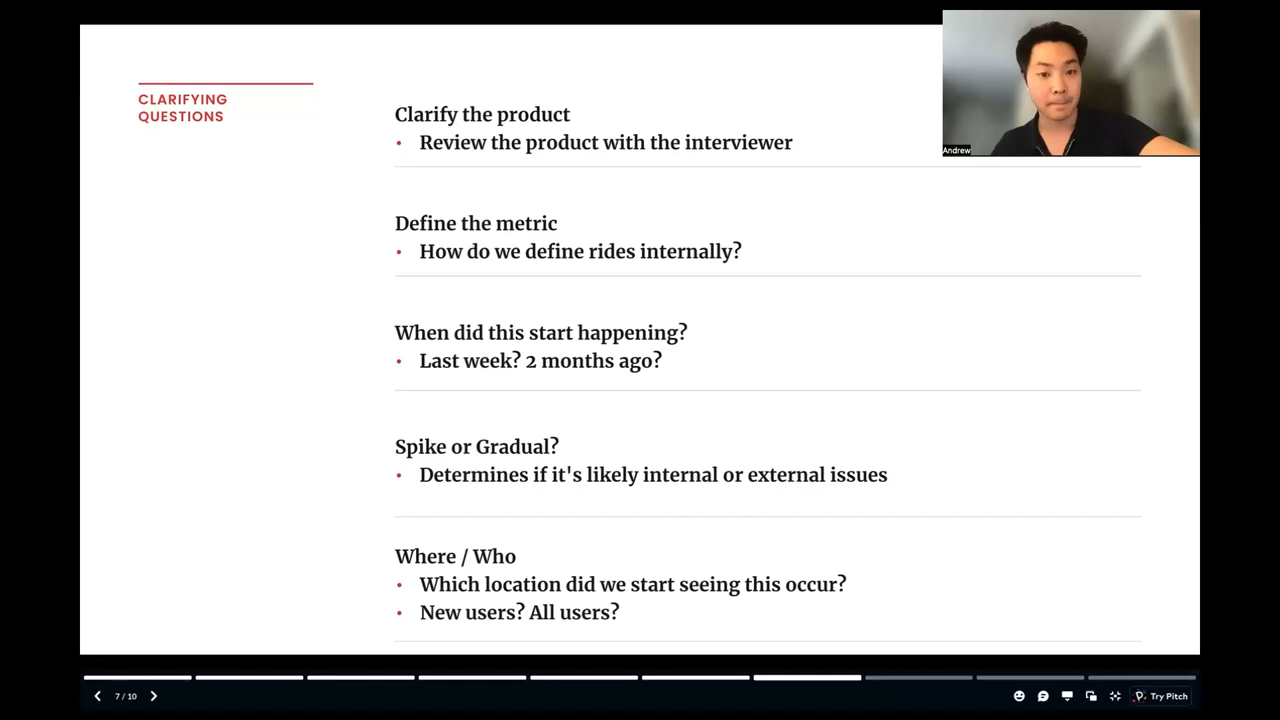 CLARIFYING
QUESTIONS
Clarify the product
• Review the product with the interviewer
Define the metric
• How do we define rides internally?
When did this start happening?
• Last week? 2 months ago?
Spike or Gradual?
• Determines if it's likely internal or external issues
Where / Who
• Which location did we start seeing this occur?
• New users? All users?
Andrew
7 / 10
Try Pitch